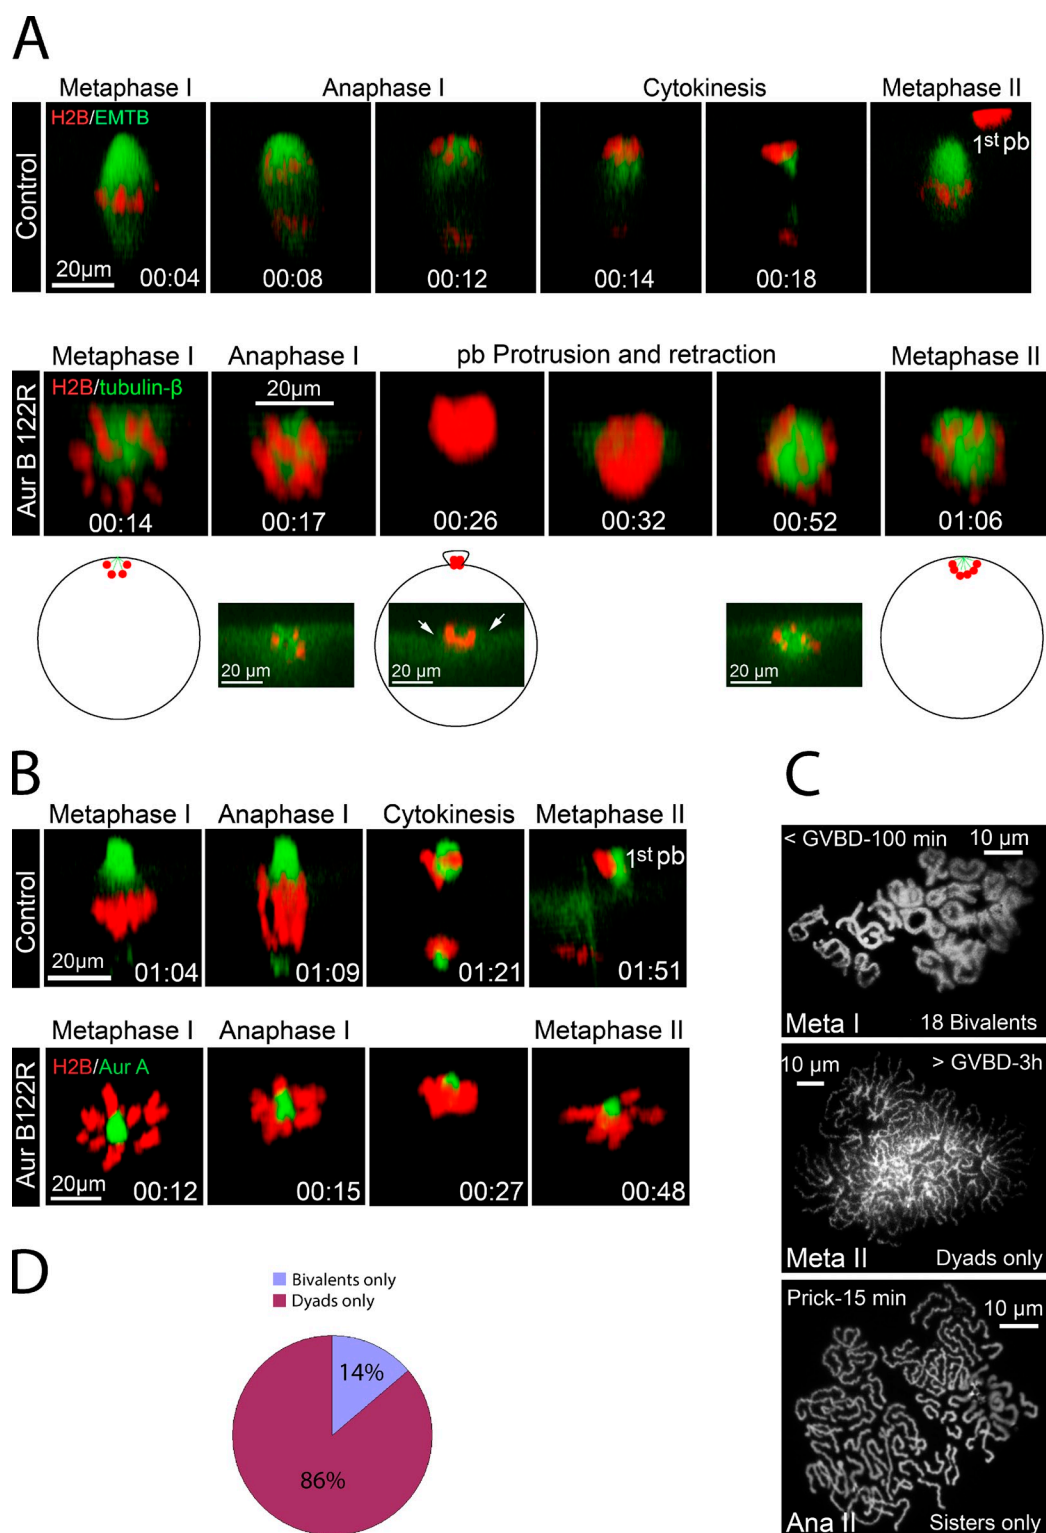 A
Metaphase I Anaphase I Cytokinesis Metaphase II
Control
H2B/EMTB
1st pb
20µm
00:04 00:08 00:12 00:14 00:18
Metaphase I Anaphase I pb Protrusion and retraction Metaphase II
Aur B 122R
H2B/tubulin-β
20µm
00:14 00:17 00:26 00:32 00:52 01:06
20 µm 20 µm 20 µm
B
Metaphase I Anaphase I Cytokinesis Metaphase II
Control
1st pb
20µm
01:04 01:09 01:21 01:51
Metaphase I Anaphase I Metaphase II
Aur B122R
H2B/Aur A
20µm
00:12 00:15 00:27 00:48
C
< GVBD-100 min
10 µm
Meta I 18 Bivalents
> GVBD-3h
10 µm
Meta II Dyads only
Prick-15 min
10 µm
Ana II Sisters only
D
Bivalents only
Dyads only
14%
86%